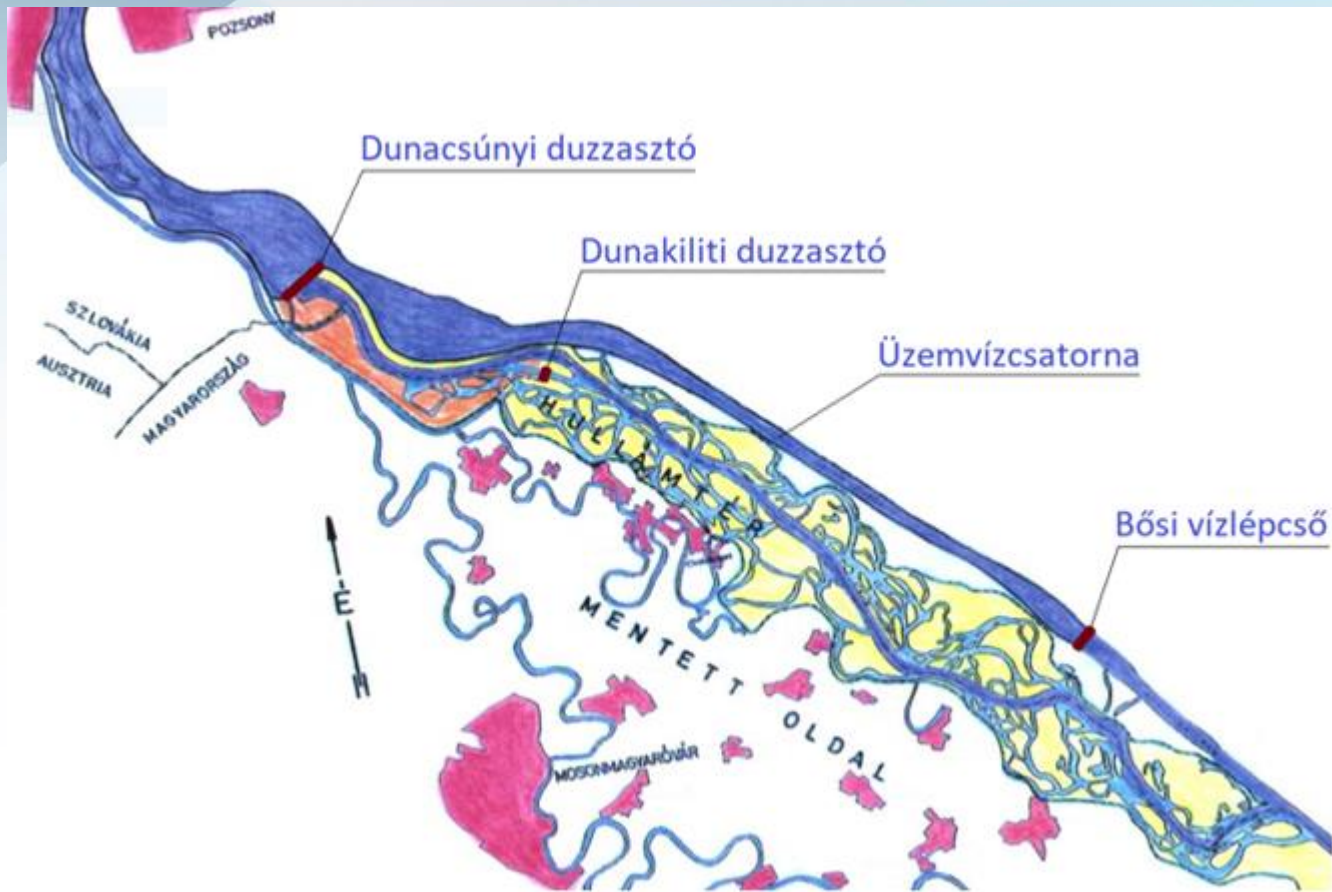 POZSONY
Dunacsúnyi duzzasztó
Dunakiliti duzzasztó
SZLOVÁKIA
AUSZTRIA
MAGYARORSZÁG
Üzemvízcsatorna
HULLÁMTÉR
Bősi vízlépcső
É
MENTETT OLDAL
MOSONMAGYARÓVÁR